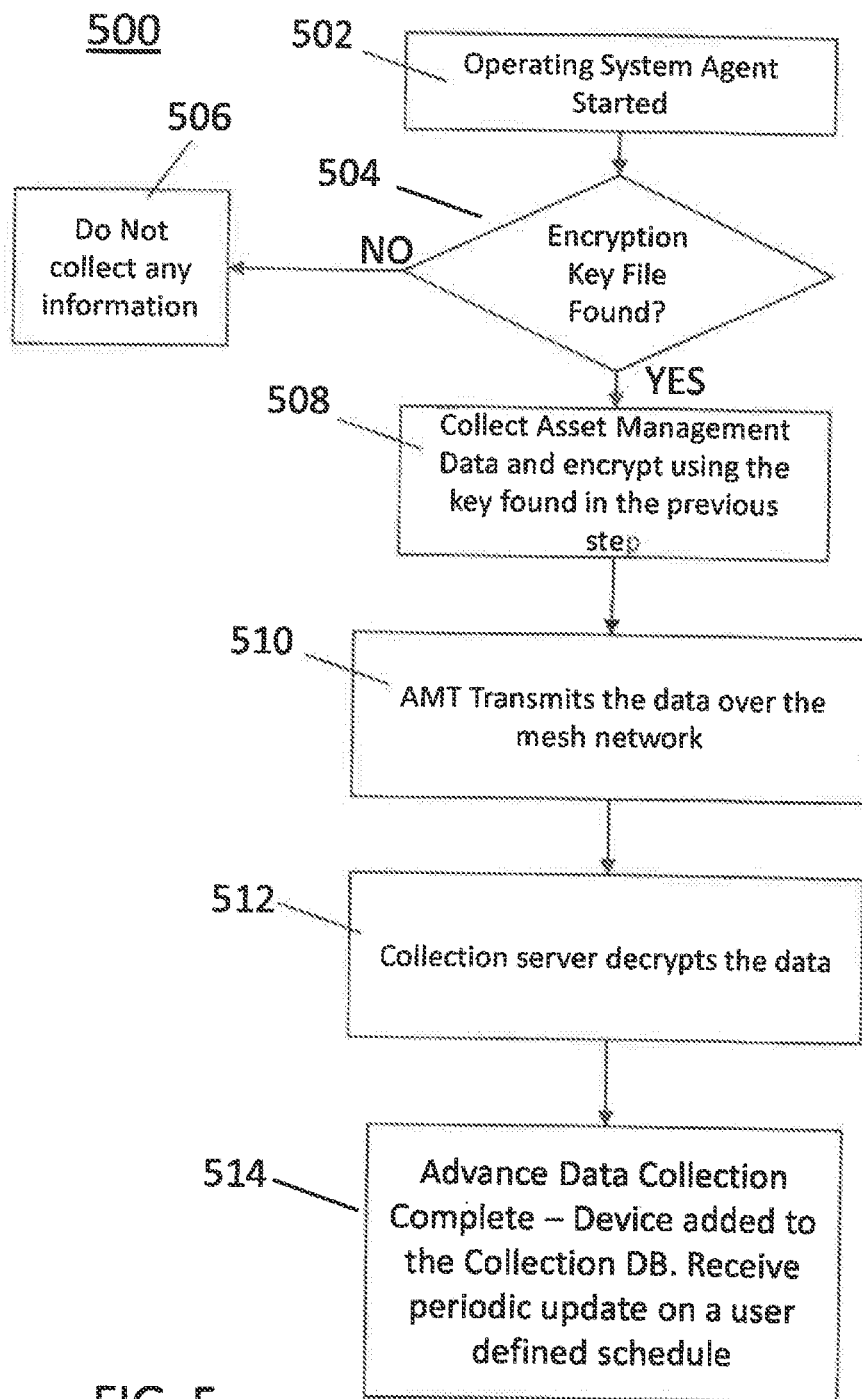 500
502
Operating System Agent
Started
506
504
Do Not
collect any
information
NO
Encryption
Key File
Found?
YES
508
Collect Asset Management
Data and encrypt using the
key found in the previous
step
510
AMT Transmits the data over the
mesh network
512
Collection server decrypts the data
514
Advance Data Collection
Complete – Device added to
the Collection DB. Receive
periodic update on a user
defined schedule
FIG. 5